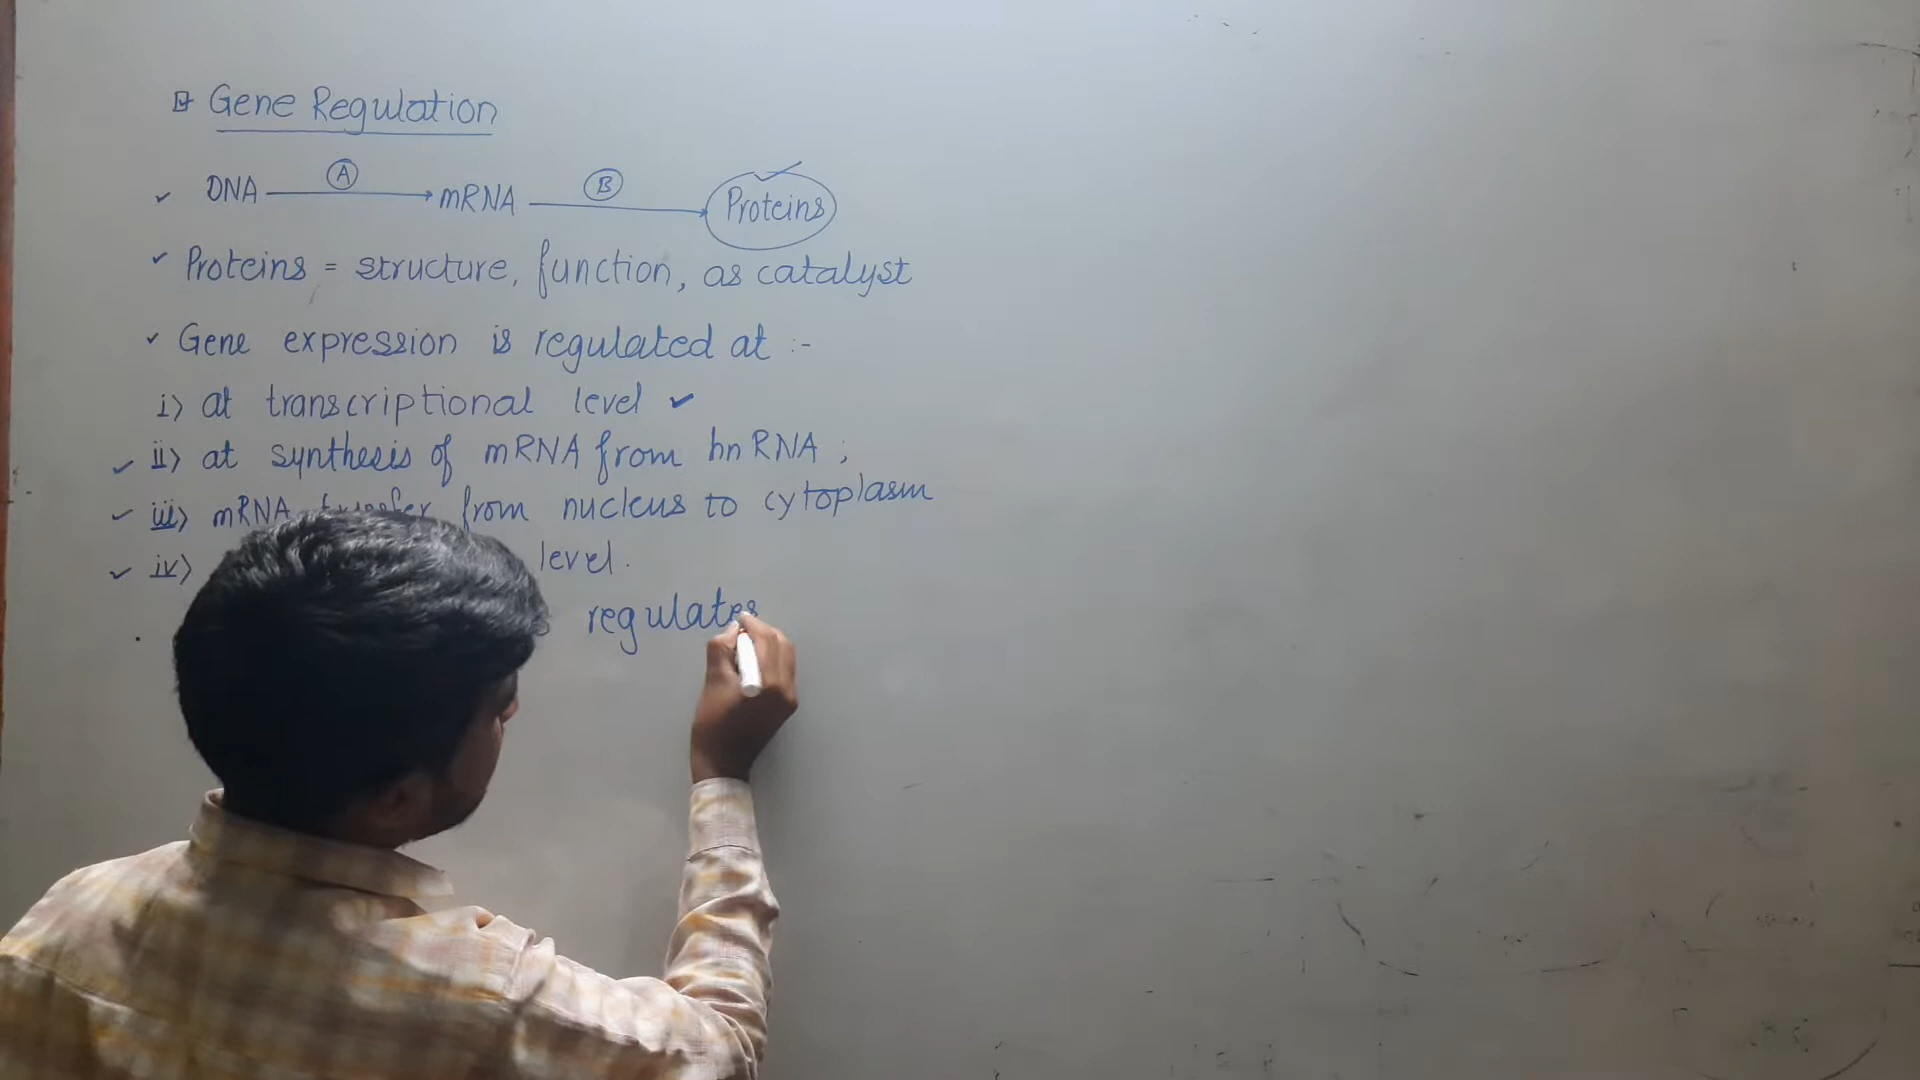 Gene Regulation
DNA → mRNA → Proteins
A B
Proteins = structure, function, as catalyst
Gene expression is regulated at :-
i) at transcriptional level
ii) at synthesis of mRNA from hnRNA ;
iii) mRNA transfer from nucleus to cytoplasm
iv) level.
regulates